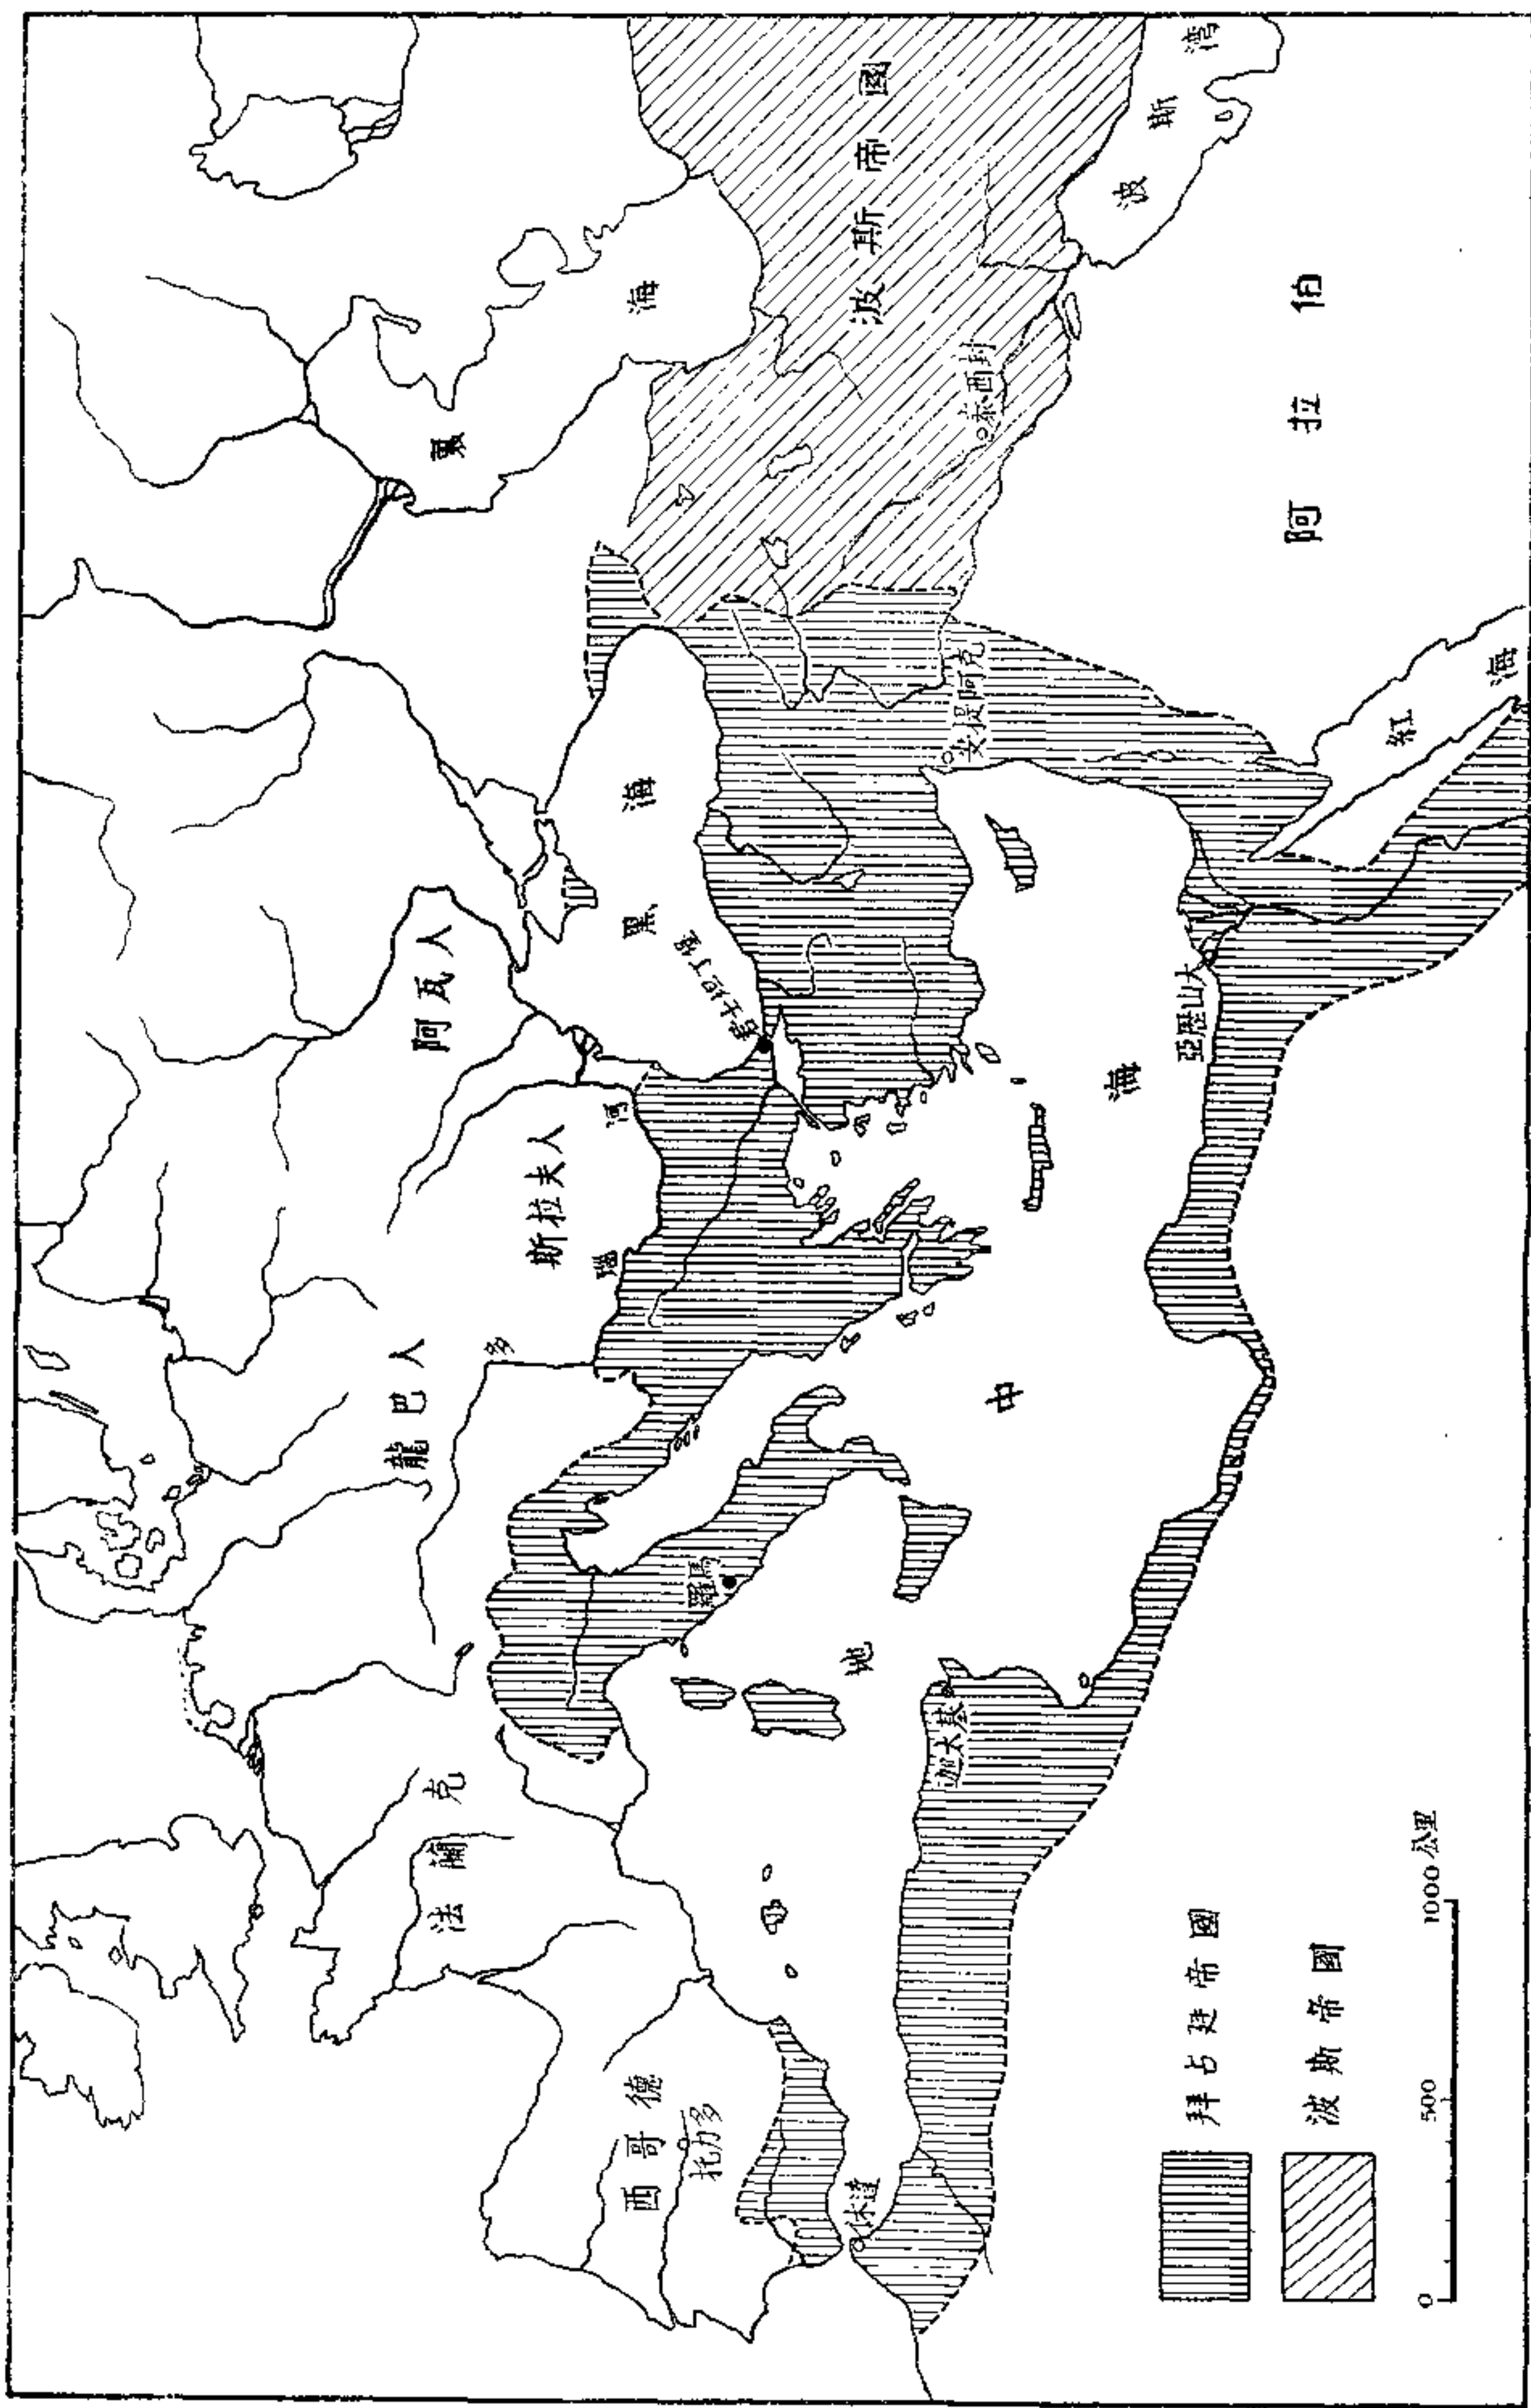 裏海
黑海
波斯帝國
波斯湾
阿拉伯
紅海
地中海
多瑙河
阿瓦人
斯拉夫人
龍巴人
法蘭克
西哥德
托力多
休達
迦太基
羅馬
君士坦丁堡
安提阿克
亞歷山大
泰西封
拜占廷帝國
波斯帝國
0 500 1000公里